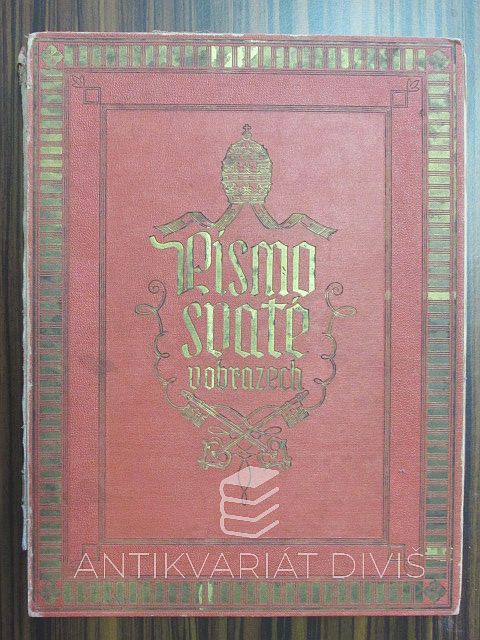 Písmo
svaté
v obrazech
ANTIKVARIÁT DIVIŠ